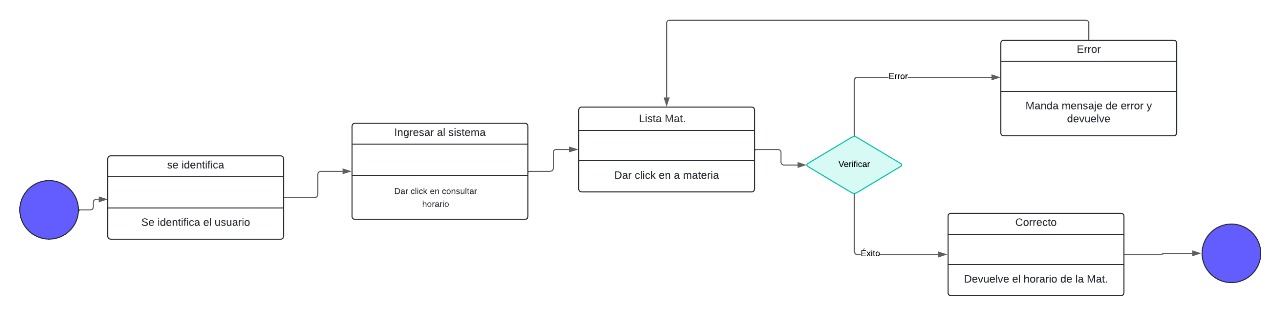 se identifica
Se identifica el usuario
Ingresar al sistema
Dar click en consultar
horario
Lista Mat.
Dar click en a materia
Verificar
Error
Error
Manda mensaje de error y
devuelve
Éxito
Correcto
Devuelve el horario de la Mat.